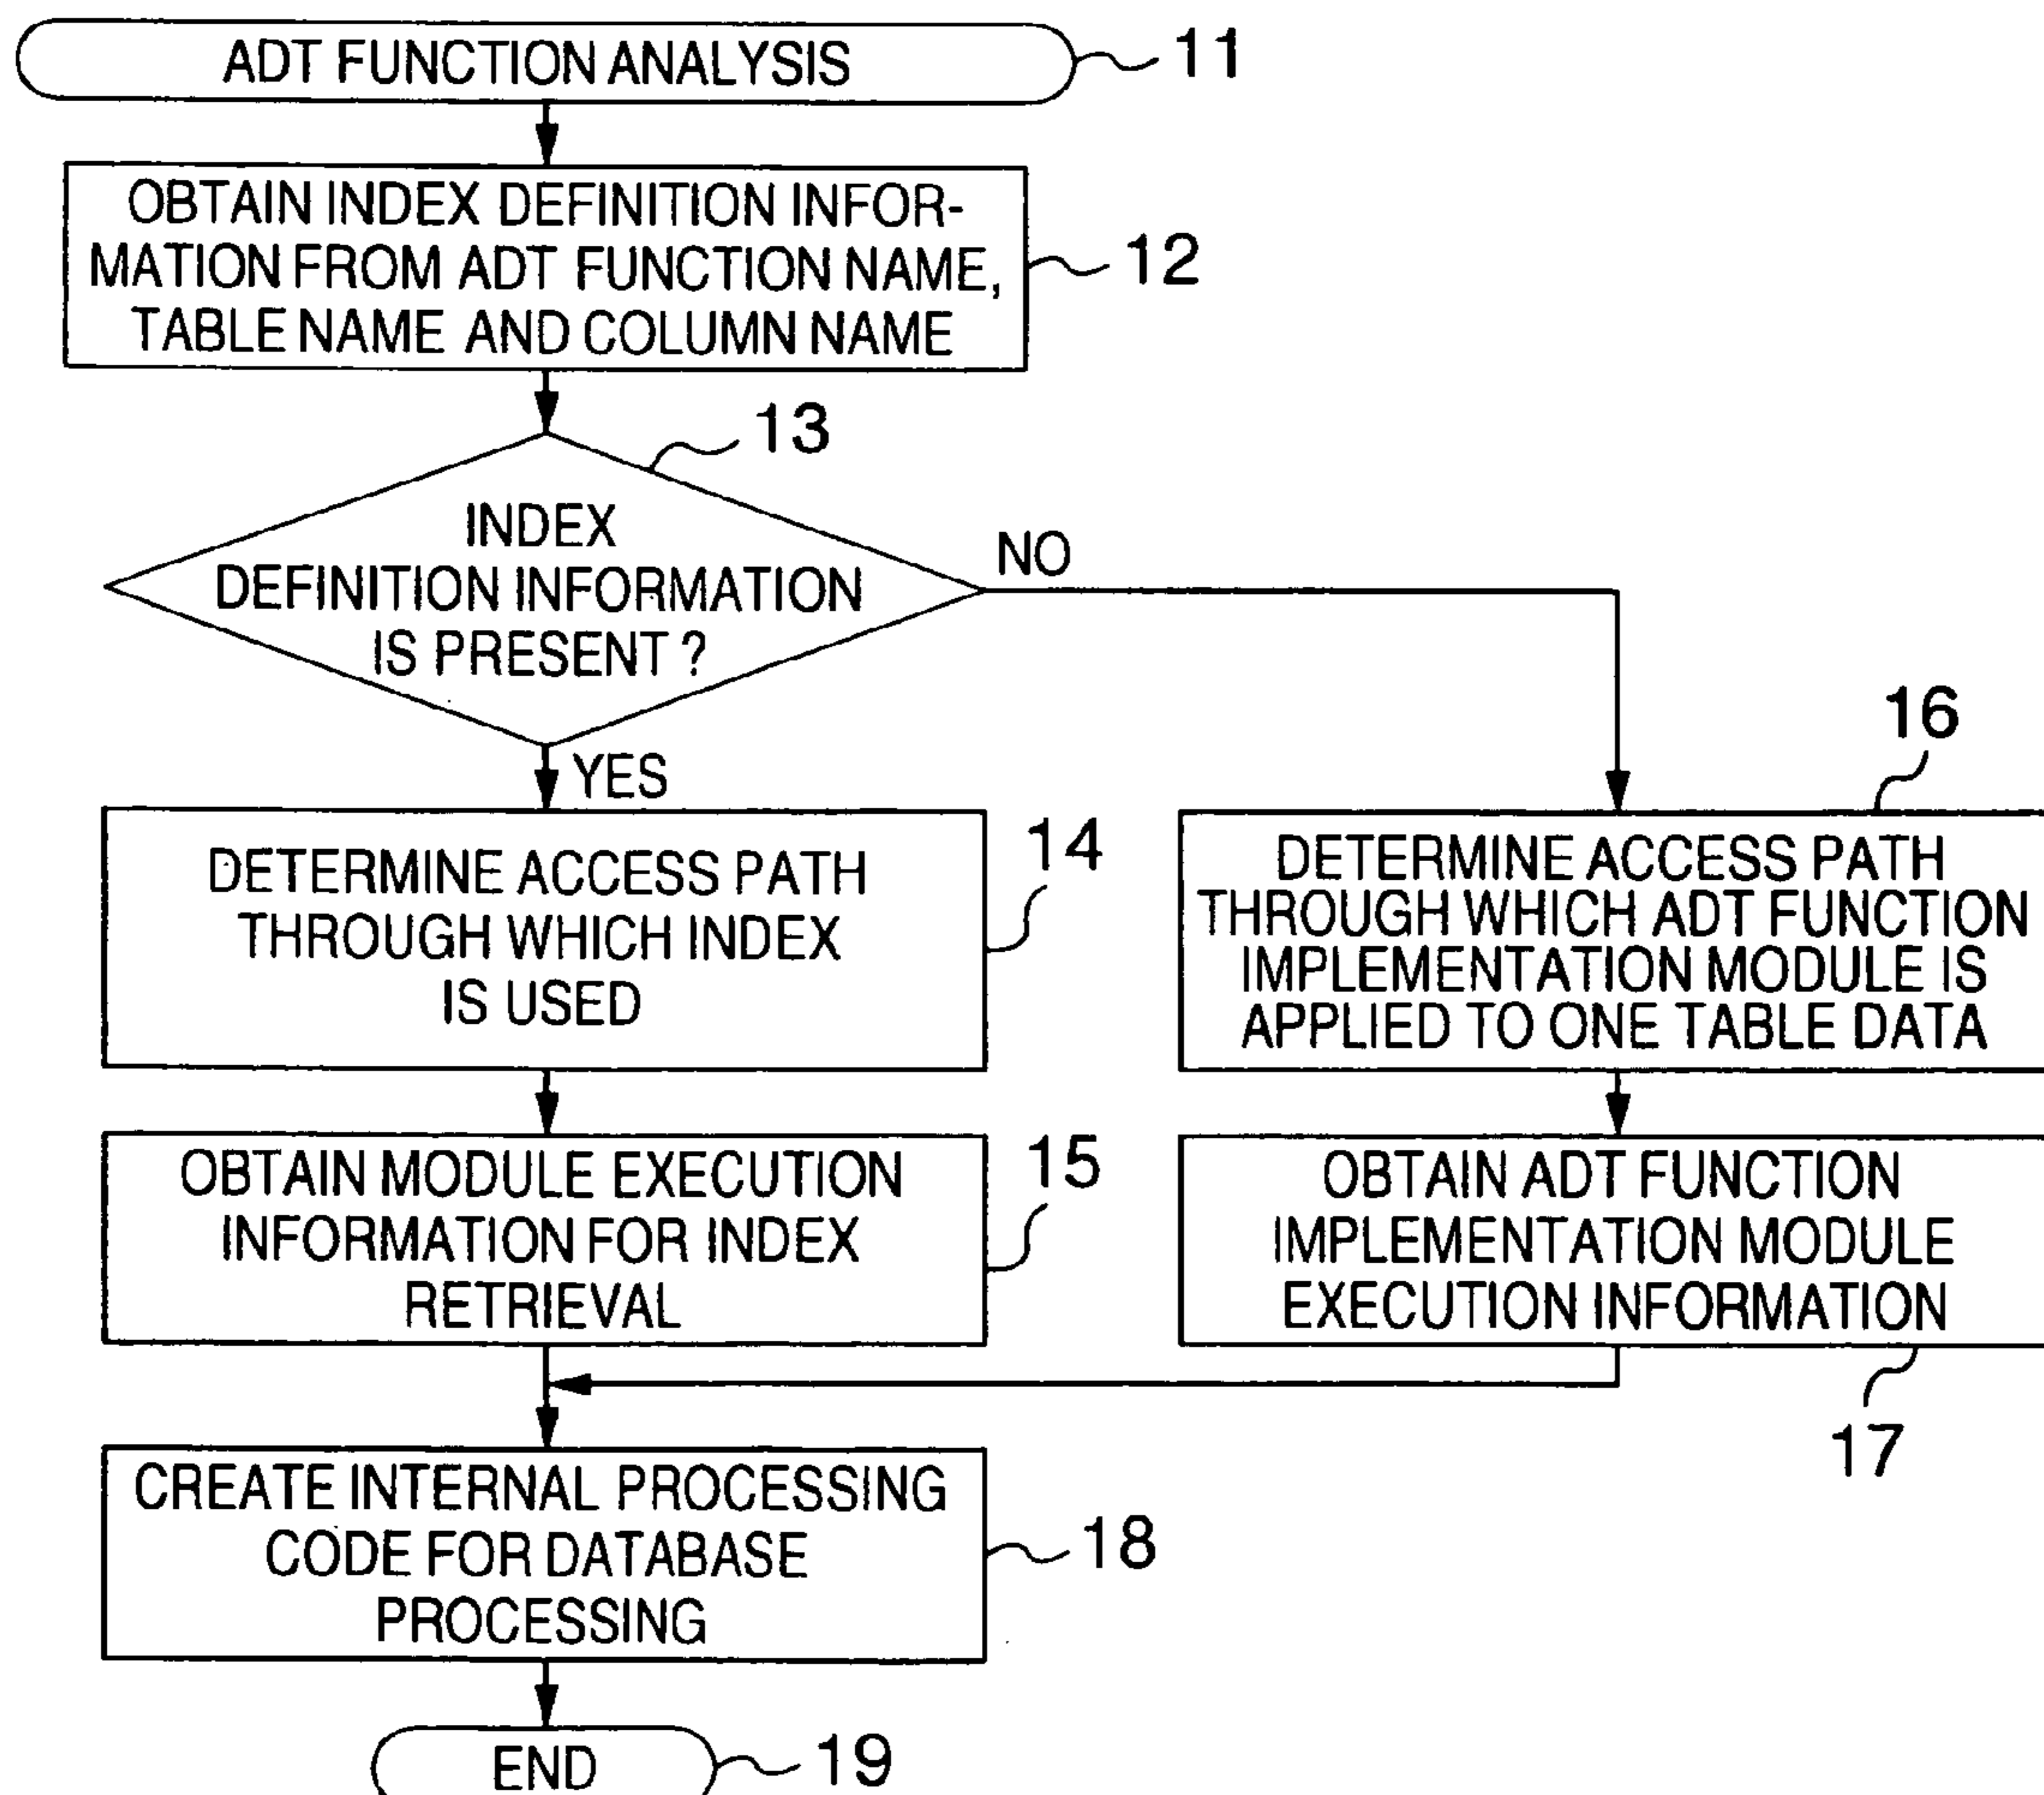 ADT FUNCTION ANALYSIS
11
OBTAIN INDEX DEFINITION INFOR-
MATION FROM ADT FUNCTION NAME,
TABLE NAME AND COLUMN NAME
12
13
INDEX
DEFINITION INFORMATION
IS PRESENT ?
NO
YES
14
DETERMINE ACCESS PATH
THROUGH WHICH INDEX
IS USED
16
DETERMINE ACCESS PATH
THROUGH WHICH ADT FUNCTION
IMPLEMENTATION MODULE IS
APPLIED TO ONE TABLE DATA
OBTAIN MODULE EXECUTION
INFORMATION FOR INDEX
RETRIEVAL
15
OBTAIN ADT FUNCTION
IMPLEMENTATION MODULE
EXECUTION INFORMATION
17
CREATE INTERNAL PROCESSING
CODE FOR DATABASE
PROCESSING
18
END
19